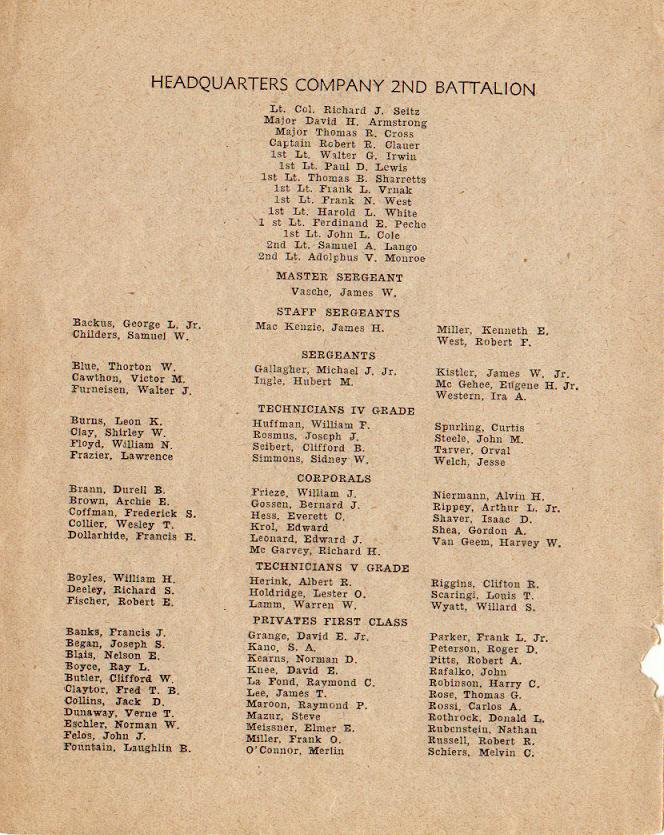 HEADQUARTERS COMPANY 2ND BATTALION
Lt. Col. Richard J. Seitz
Major David H. Armstrong
Major Thomas R. Cross
Captain Robert R. Clauer
1st Lt. Walter G. Irwin
1st Lt. Paul D. Lewis
1st Lt. Thomas B. Sharretts
1st Lt. Frank L. Vrnak
1st Lt. Frank N. West
1st Lt. Harold L. White
1 st Lt. Ferdinand E. Peche
1st Lt. John L. Cole
2nd Lt. Samuel A. Lango
2nd Lt. Adolphus V. Monroe
MASTER SERGEANT
Vasche, James W.
STAFF SERGEANTS
Backus, George L. Jr.
Childers, Samuel W.
Mac Kenzie, James H.
Miller, Kenneth E.
West, Robert F.
SERGEANTS
Blue, Thorton W.
Cawthon, Victor M.
Furneisen, Walter J.
Gallagher, Michael J. Jr.
Ingle, Hubert M.
Kistler, James W. Jr.
Mc Gehee, Eugene H. Jr.
Western, Ira A.
TECHNICIANS IV GRADE
Burns, Leon K.
Clay, Shirley W.
Floyd, William N.
Frazier, Lawrence
Huffman, William F.
Rosmus, Joseph J.
Seibert, Clifford B.
Simmons, Sidney W.
Spurling, Curtis
Steele, John M.
Tarver, Orval
Welch, Jesse
CORPORALS
Brann, Durell B.
Brown, Archie E.
Coffman, Frederick S.
Collier, Wesley T.
Dollarhide, Francis E.
Frieze, William J.
Gossen, Bernard J.
Hess, Everett C.
Krol, Edward
Leonard, Edward J.
Mc Garvey, Richard H.
Niermann, Alvin H.
Rippey, Arthur L. Jr.
Shaver, Isaac D.
Shea, Gordon A.
Van Geem, Harvey W.
TECHNICIANS V GRADE
Boyles, William H.
Deeley, Richard S.
Fischer, Robert E.
Herink, Albert R.
Holdridge, Lester O.
Lamm, Warren W.
Riggins, Clifton R.
Scaringi, Louis T.
Wyatt, Willard S.
PRIVATES FIRST CLASS
Banks, Francis J.
Began, Joseph S.
Blais, Nelson E.
Boyce, Ray L.
Butler, Clifford W.
Claytor, Fred T. B.
Collins, Jack D.
Dunaway, Verne T.
Eschler, Norman W.
Felos, John J.
Fountain, Laughlin B.
Grange, David E. Jr.
Kano, S. A.
Kearns, Norman D.
Knee, David E.
La Fond, Raymond C.
Lee, James T.
Maroon, Raymond P.
Mazur, Steve
Meissner, Elmer E.
Miller, Frank O.
O'Connor, Merlin
Parker, Frank L. Jr.
Peterson, Roger D.
Pitts, Robert A.
Rafalko, John
Robinson, Harry C.
Rose, Thomas G.
Rossi, Carlos A.
Rothrock, Donald L.
Rubenstein, Nathan
Russell, Robert R.
Schiers, Melvin C.